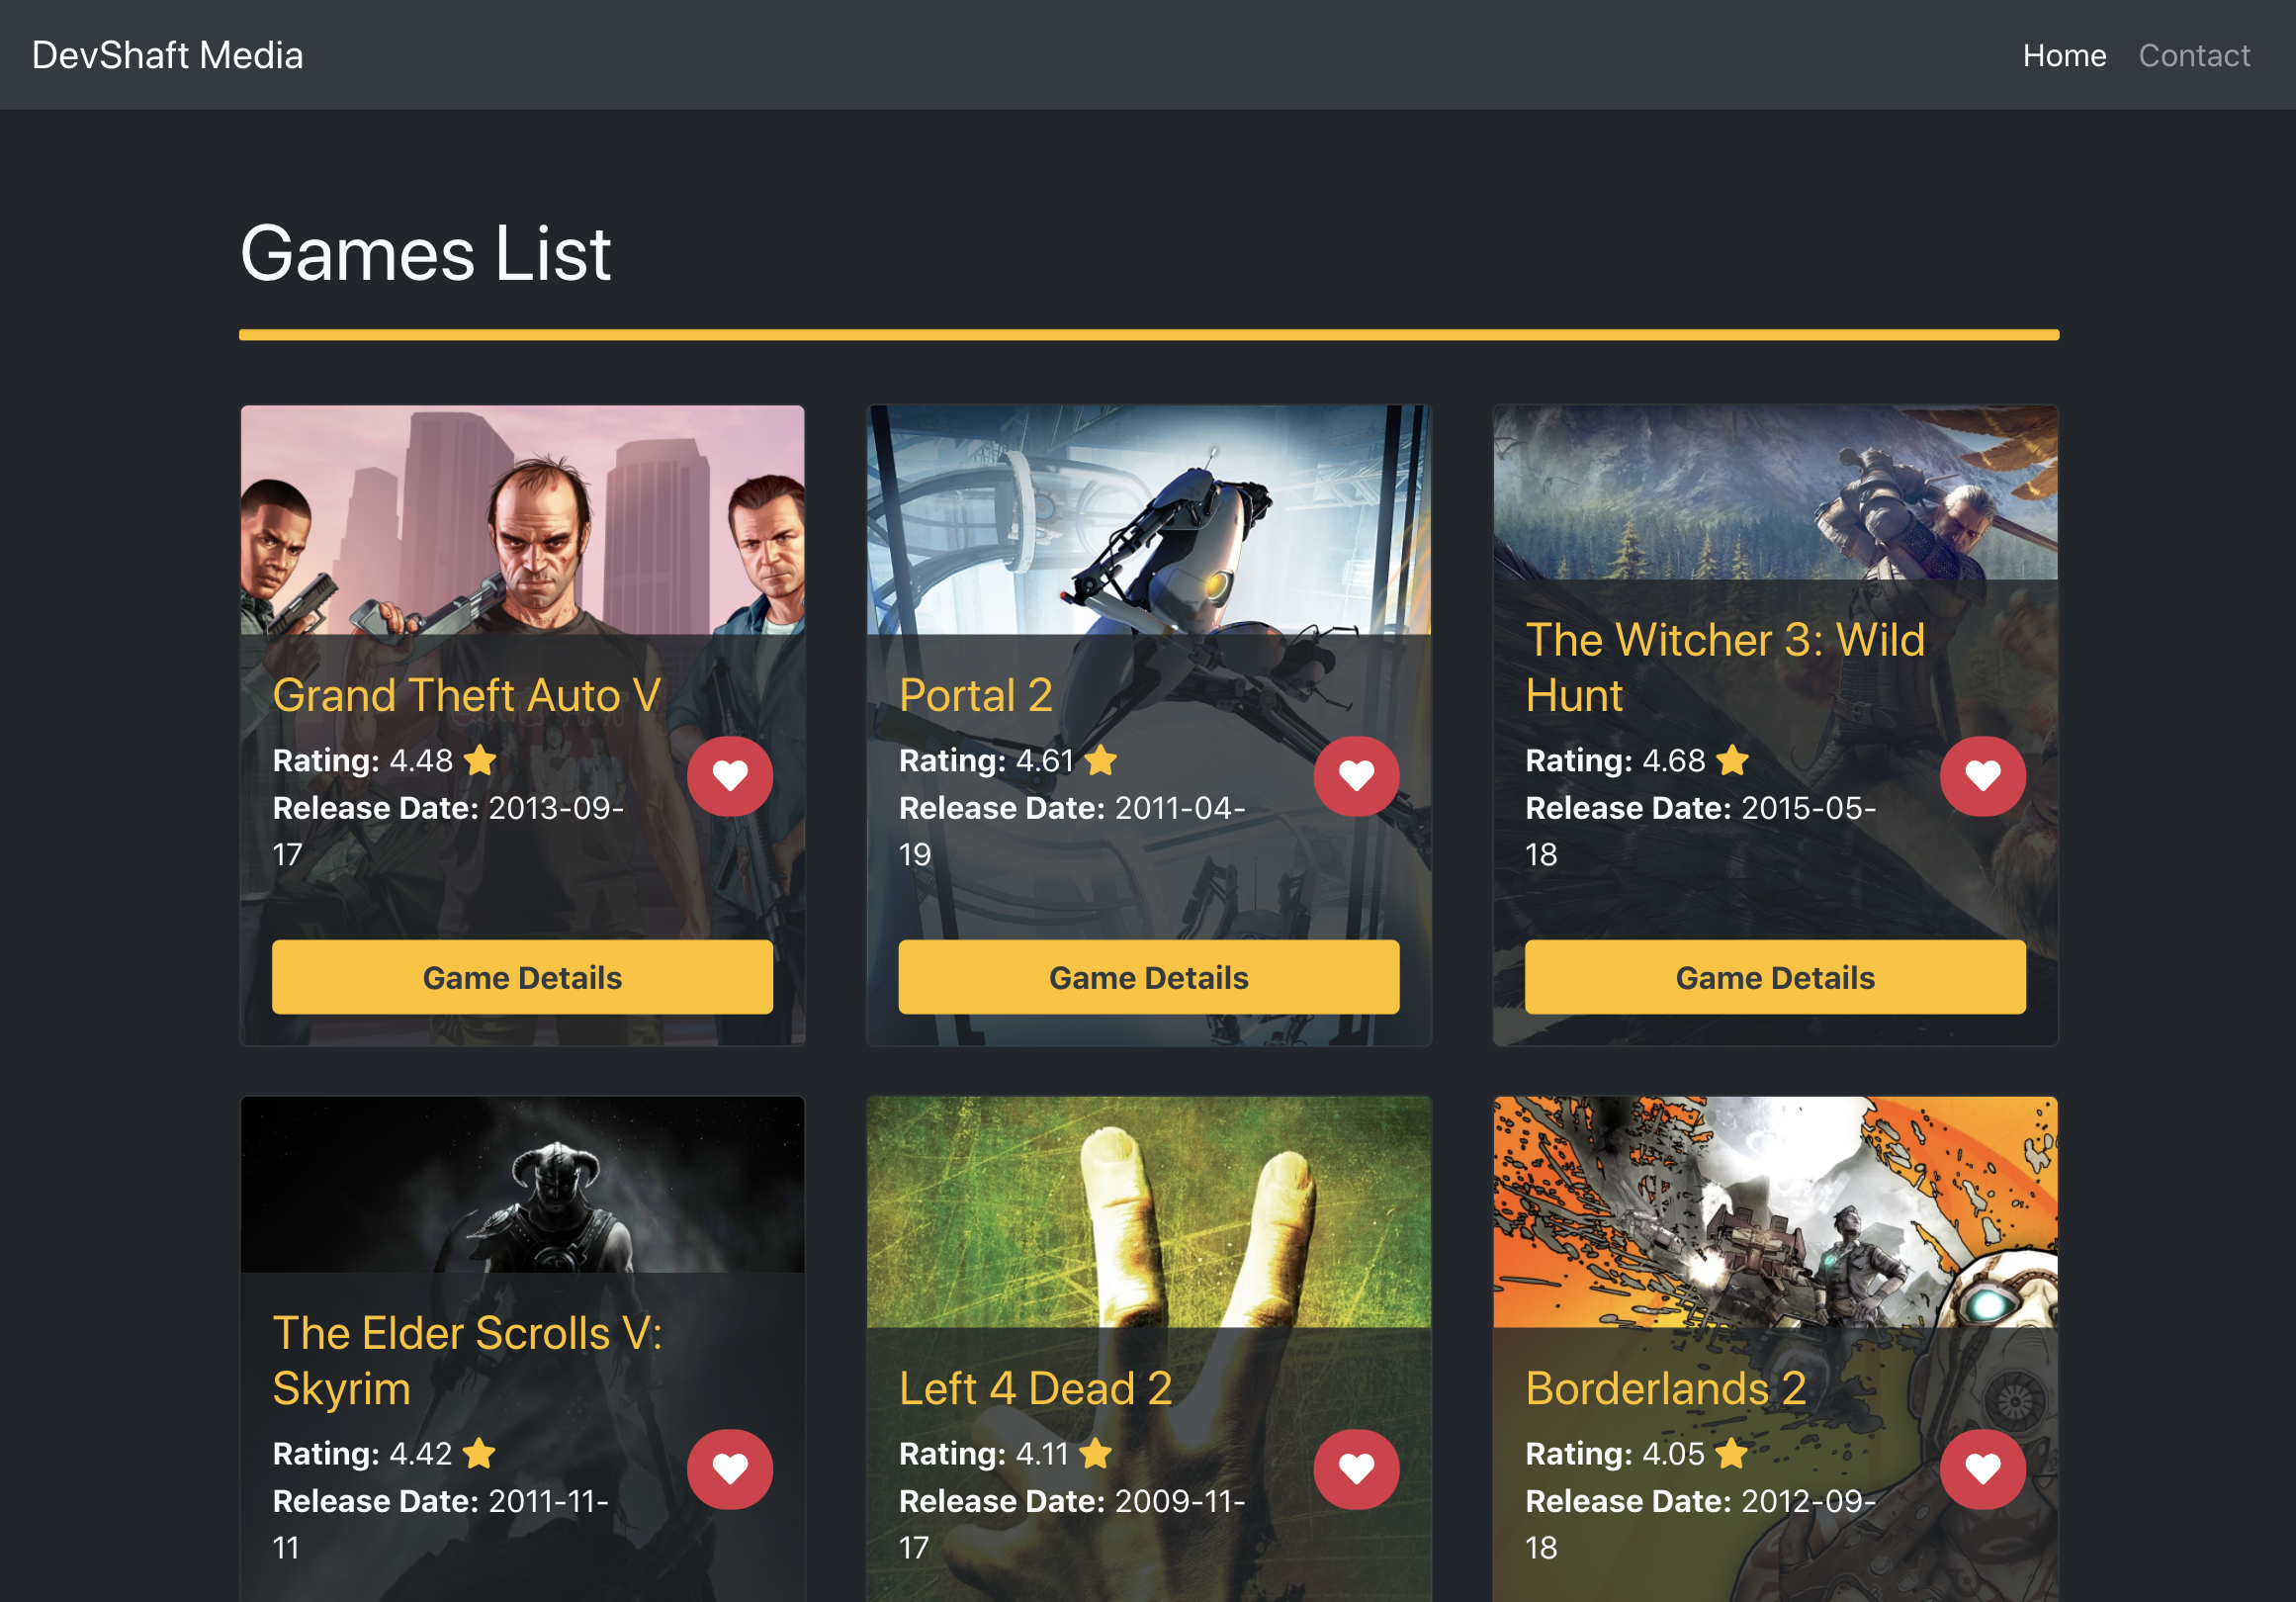 DevShaft Media
Home
Contact
Games List
Grand Theft Auto V
Rating: 4.48
Release Date: 2013-09-
17
Game Details
Portal 2
Rating: 4.61
Release Date: 2011-04-
19
Game Details
The Witcher 3: Wild
Hunt
Rating: 4.68
Release Date: 2015-05-
18
Game Details
The Elder Scrolls V:
Skyrim
Rating: 4.42
Release Date: 2011-11-
11
Left 4 Dead 2
Rating: 4.11
Release Date: 2009-11-
17
Borderlands 2
Rating: 4.05
Release Date: 2012-09-
18